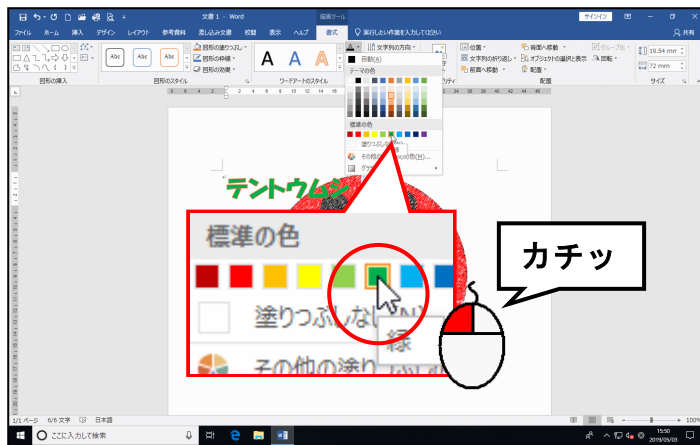 文書 1 - Word
描画ツール
サインイン
ファイル ホーム 挿入 デザイン レイアウト 参考資料 差し込み文書 校閲 表示 ヘルプ 書式 実行したい作業を入力してください 共有
Abc Abc Abc
図形の塗りつぶし
図形の枠線
図形の効果
A A A
文字列の方向
位置
文字列の折り返し
前面へ移動
背面へ移動
オブジェクトの選択と表示
配置
グループ化
回転
19.54 mm
72 mm
図形の挿入 図形のスタイル ワードアートのスタイル 配置 サイズ
自動(A)
テーマの色
標準の色
テントウムシ
標準の色
塗りつぶしな
緑
その他の塗り
カチッ
1/1 ページ 6/6 文字 日本語
100%
ここに入力して検索
15:50
2019/05/03